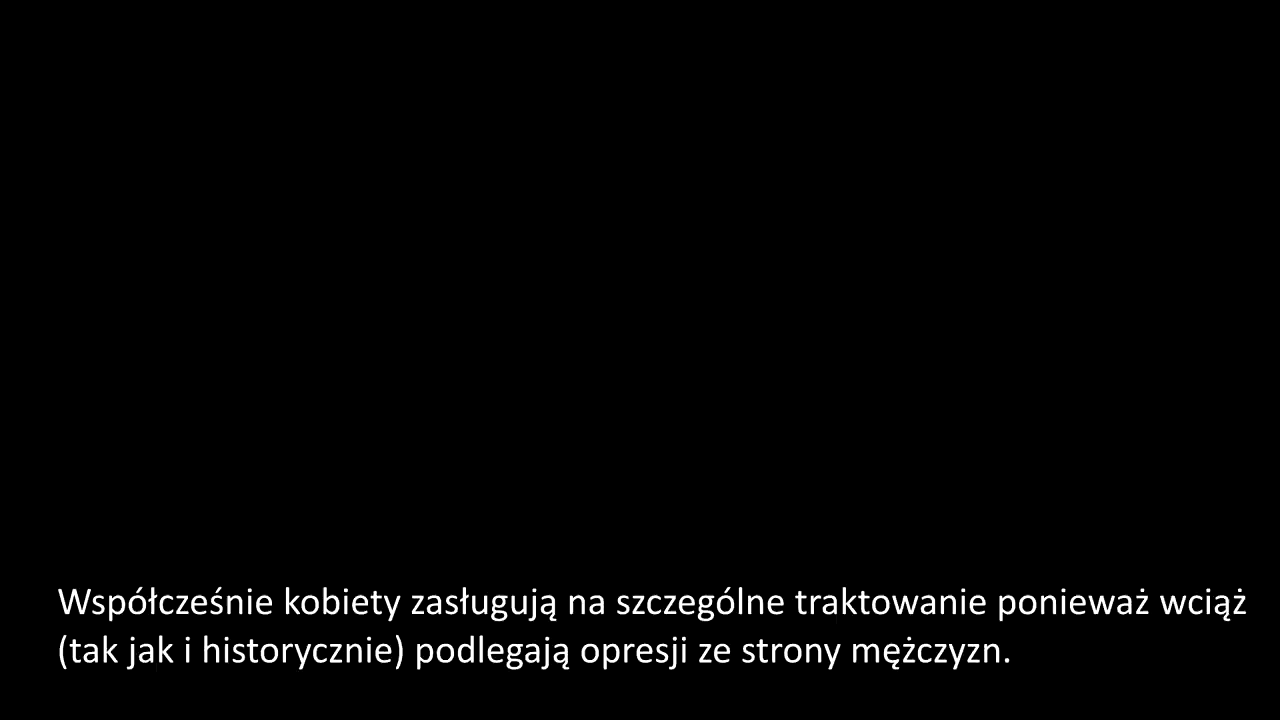 Współcześnie kobiety zasługują na szczególne traktowanie ponieważ wciąż
(tak jak i historycznie) podlegają opresji ze strony mężczyzn.